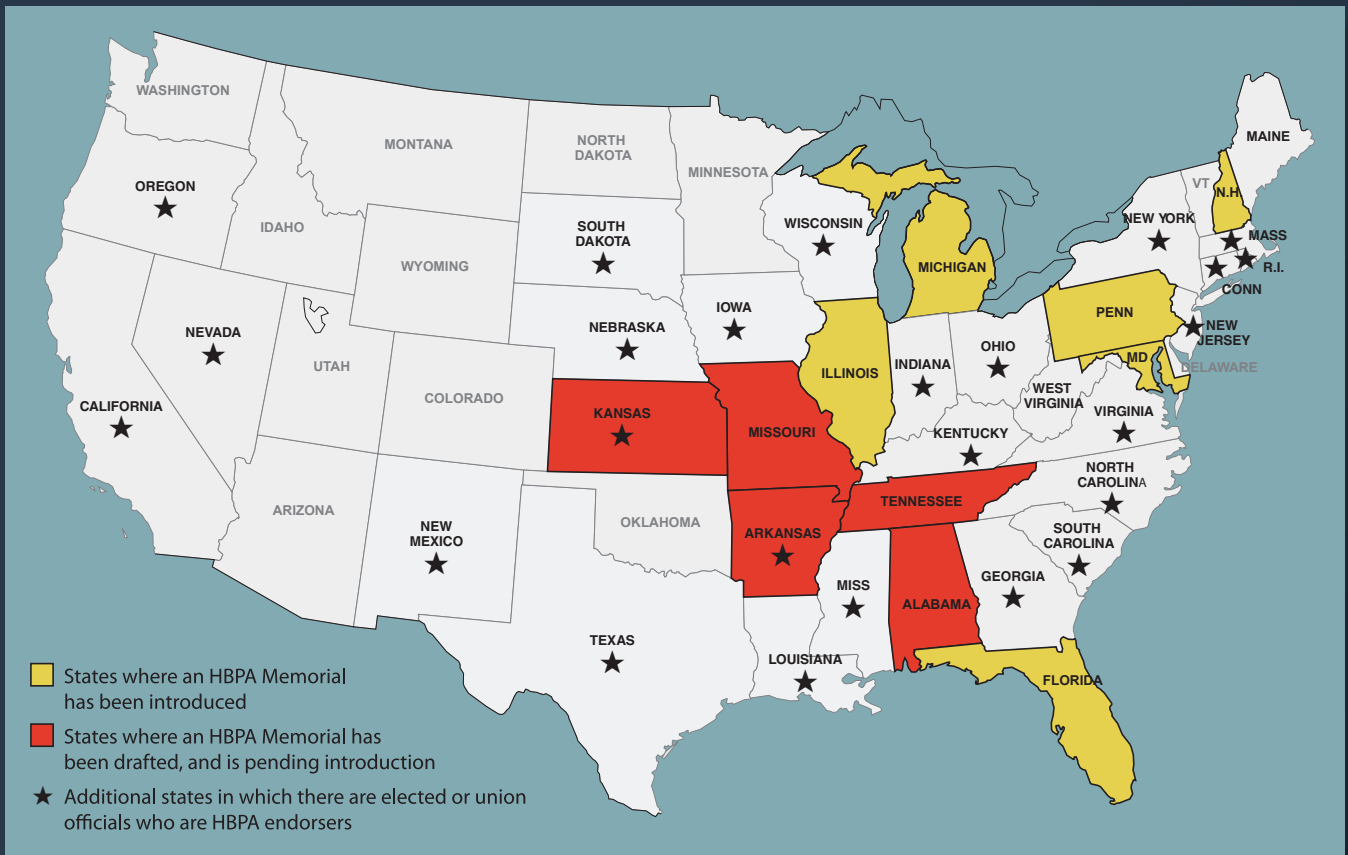 WASHINGTON
MONTANA
NORTH
DAKOTA
MINNESOTA
MAINE
OREGON
IDAHO
WYOMING
SOUTH
DAKOTA
WISCONSIN
MICHIGAN
VT
N.H
NEW YORK
MASS
R.I.
CONN
NEVADA
UTAH
COLORADO
NEBRASKA
IOWA
ILLINOIS
INDIANA
OHIO
PENN
NEW
JERSEY
MD
DELAWARE
WEST
VIRGINIA
VIRGINIA
CALIFORNIA
KANSAS
MISSOURI
KENTUCKY
NORTH
CAROLINA
ARIZONA
NEW
MEXICO
OKLAHOMA
ARKANSAS
TENNESSEE
SOUTH
CAROLINA
TEXAS
LOUISIANA
MISS
ALABAMA
GEORGIA
FLORIDA
States where an HBPA Memorial
has been introduced
States where an HBPA Memorial has
been drafted, and is pending introduction
Additional states in which there are elected or union
officials who are HBPA endorsers